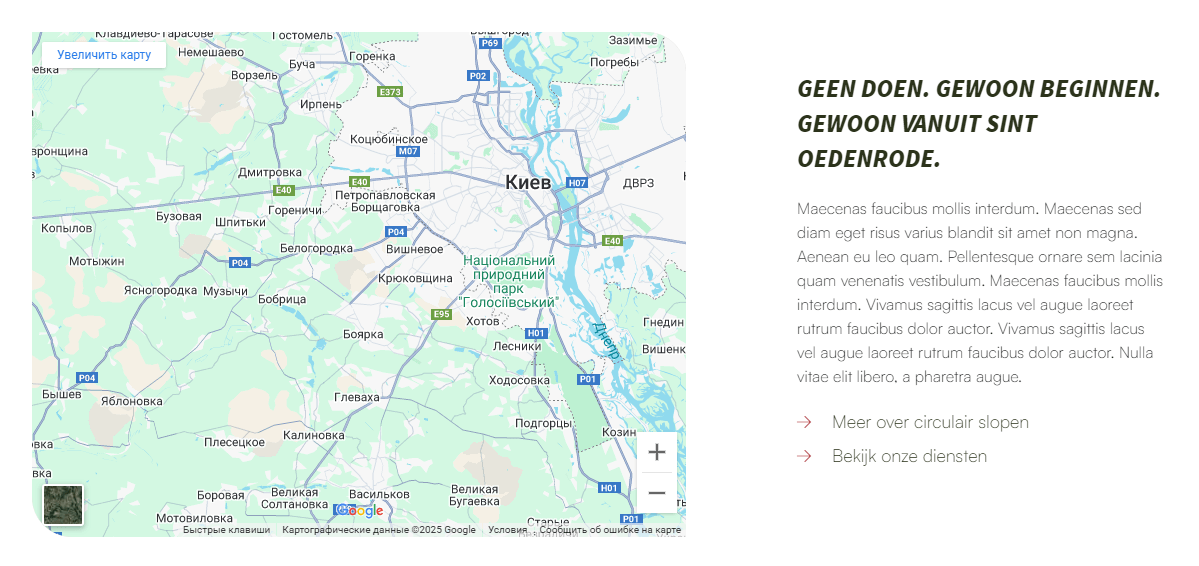 Клавдиево-Тарасове
Гостомель
Вышгород
P69
Зазимье
Увеличить карту
Немешаево
Горенка
Буча
Погребы
Ворзель
P02
E373
Ирпень
Коцюбинское
M07
Дмитровка
E40
E40
Киев
H07
ДВРЗ
Петропавловская
Борщаговка
Гореничи
Бузовая
Шпитьки
Копылов
P04
E40
Белогородка
Вишневое
P04
Мотыжин
Національний
природний
парк
"Голосіївський"
Крюковщина
Ясногородка
Музычи
Бобрица
E95
Хотов
Гнедин
Днепр
Боярка
H01
Лесники
Вишенк
P04
Ходосовка
P01
Бышев
Яблоновка
Глеваха
Подгорцы
Козин
Плесецкое
Калиновка
H01
Боровая
Великая
Солтановка
Васильков
Великая
Бугаевка
Google
Мотовиловка
Старые
P01
Быстрые клавиши
Картографические данные ©2025 Google
Условия
Сообщить об ошибке на карте
GEEN DOEN. GEWOON BEGINNEN.
GEWOON VANUIT SINT
OEDENRODE.
Maecenas faucibus mollis interdum. Maecenas sed
diam eget risus varius blandit sit amet non magna.
Aenean eu leo quam. Pellentesque ornare sem lacinia
quam venenatis vestibulum. Maecenas faucibus mollis
interdum. Vivamus sagittis lacus vel augue laoreet
rutrum faucibus dolor auctor. Vivamus sagittis lacus
vel augue laoreet rutrum faucibus dolor auctor. Nulla
vitae elit libero, a pharetra augue.
Meer over circulair slopen
Bekijk onze diensten